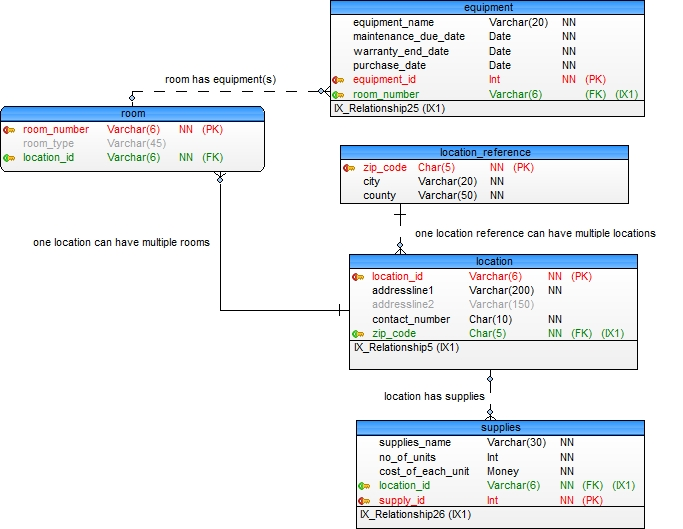 equipment
equipment_name Varchar(20) NN
maintenance_due_date Date NN
warranty_end_date Date NN
purchase_date Date NN
equipment_id Int NN (PK)
room_number Varchar(6) (FK) (IX1)
IX_Relationship25 (IX1)
room has equipment(s)
room
room_number Varchar(6) NN (PK)
room_type Varchar(45)
location_id Varchar(6) NN (FK)
location_reference
zip_code Char(5) NN (PK)
city Varchar(20) NN
county Varchar(50) NN
one location reference can have multiple locations
one location can have multiple rooms
location
location_id Varchar(6) NN (PK)
addressline1 Varchar(200) NN
addressline2 Varchar(150)
contact_number Char(10) NN
zip_code Char(5) NN (FK) (IX1)
IX_Relationship5 (IX1)
location has supplies
supplies
supplies_name Varchar(30) NN
no_of_units Int NN
cost_of_each_unit Money NN
location_id Varchar(6) NN (FK) (IX1)
supply_id Int NN (PK)
IX_Relationship26 (IX1)